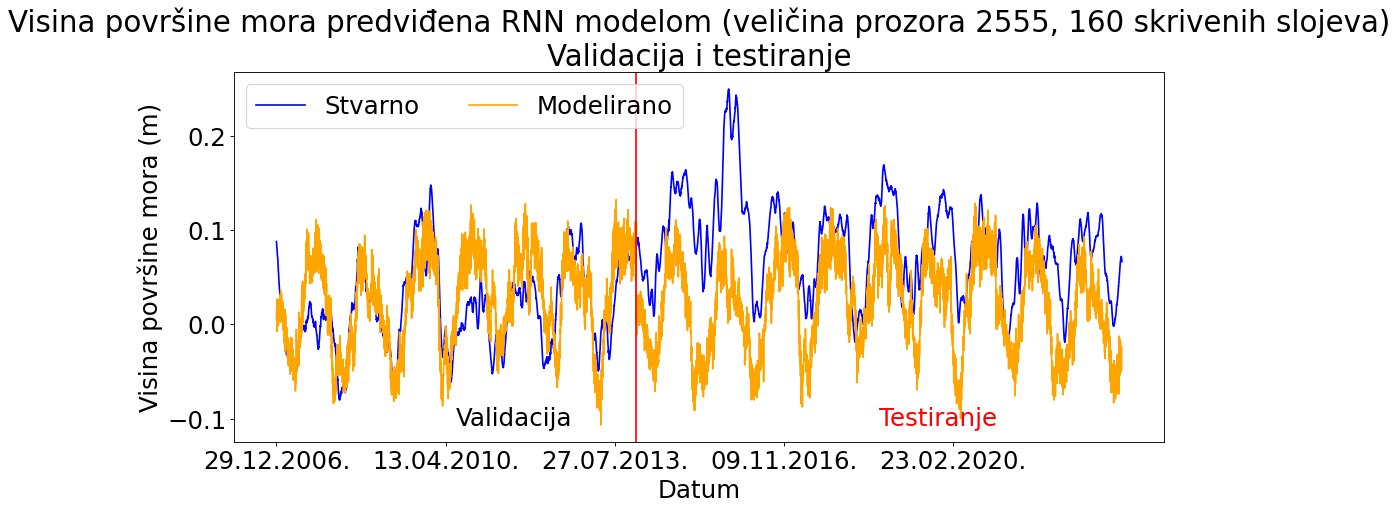 Visina površine mora predviđena RNN modelom (veličina prozora 2555, 160 skrivenih slojeva)
Validacija i testiranje
Stvarno
Modelirano
Visina površine mora (m)
0.2
0.1
0.0
−0.1
Validacija
Testiranje
29.12.2006.
13.04.2010.
27.07.2013.
09.11.2016.
23.02.2020.
Datum